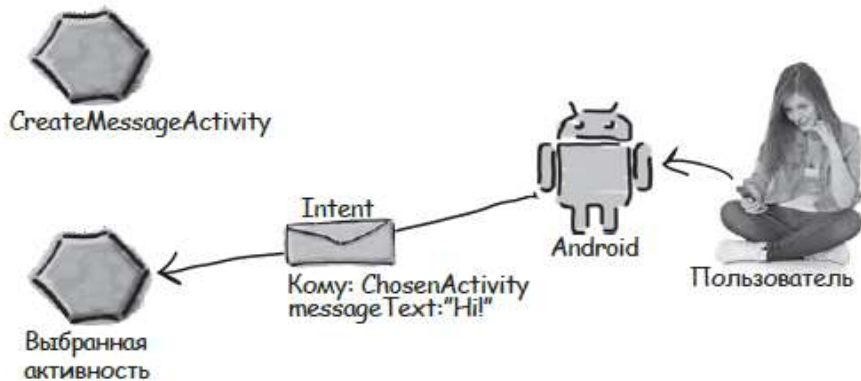 CreateMessageActivity
Intent
Android
Кому: ChosenActivity
messageText:"Hi!"
Пользователь
Выбранная
активность